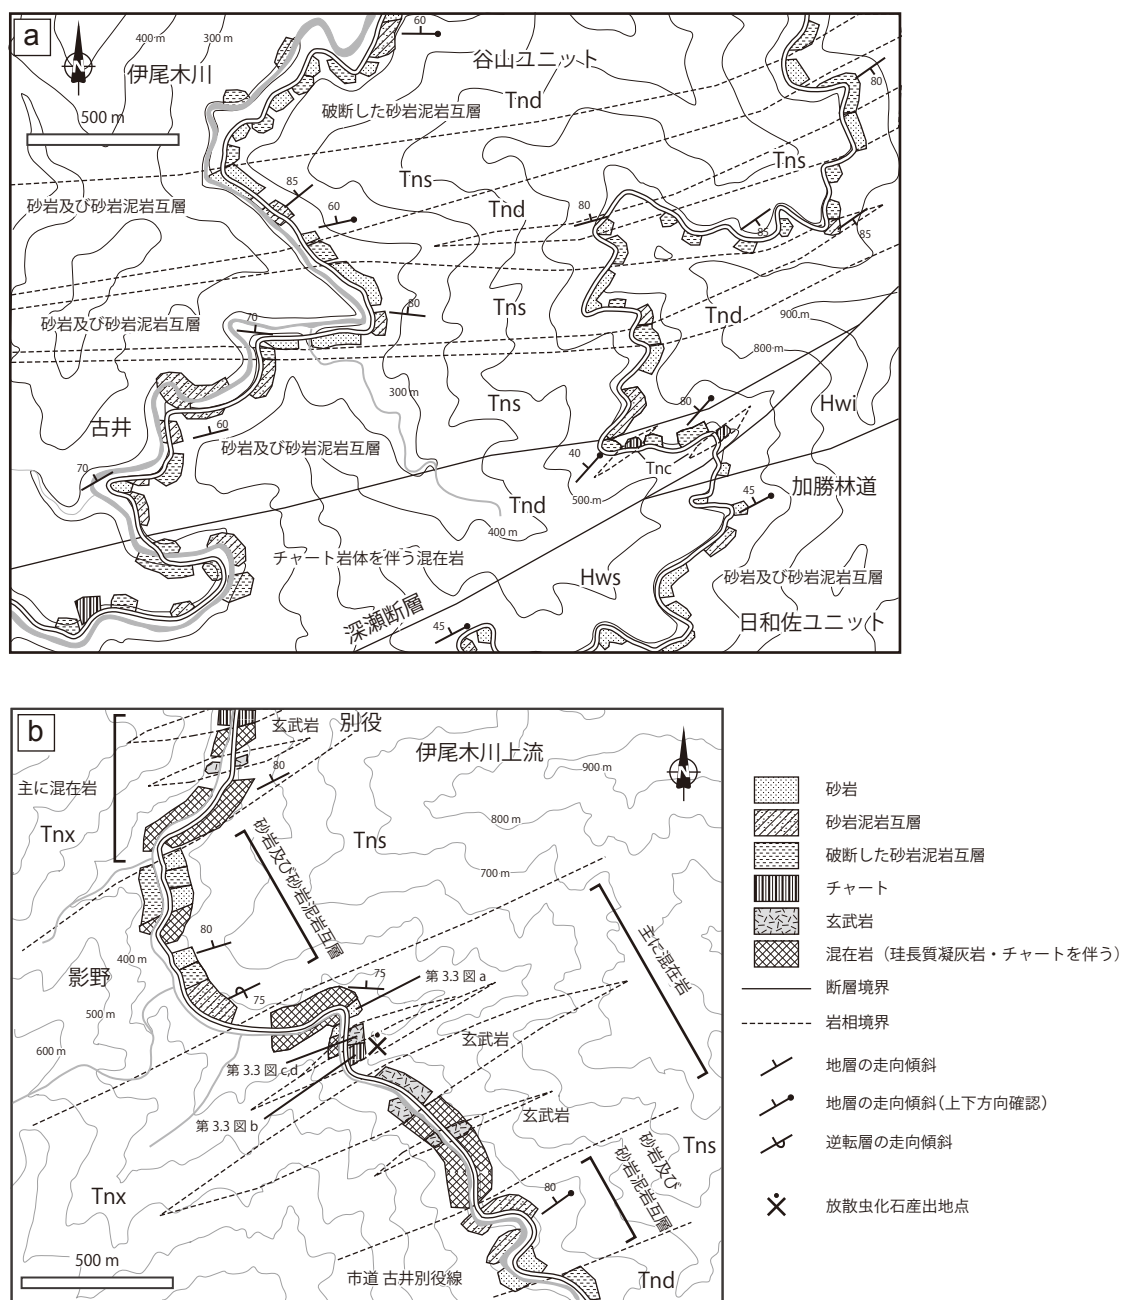 a
N
400 m
300 m
伊尾木川
500 m
60
谷山ユニット
Tnd
破断した砂岩泥岩互層
80
Tns
Tns
砂岩及び砂岩泥岩互層
85
60
Tnd
80
85
85
砂岩及び砂岩泥岩互層
70
80
Tns
Tnd
900 m
800 m
300 m
Tns
80
Hwi
古井
60
砂岩及び砂岩泥岩互層
70
40
Tnc
500 m
45
加勝林道
Tnd
400 m
チャート岩体を伴う混在岩
Hws
砂岩及び砂岩泥岩互層
深瀬断層
45
日和佐ユニット
b
玄武岩
別役
伊尾木川上流
N
主に混在岩
80
900 m
Tnx
800 m
砂岩及び砂岩泥岩互層
Tns
700 m
80
400 m
主に混在岩
影野
75
75
第 3.3 図 a
500 m
600 m
玄武岩
第 3.3 図 c,d
玄武岩
第 3.3 図 b
砂岩及び
砂岩泥岩互層
Tns
Tnx
80
500 m
市道 古井別役線
Tnd
砂岩
砂岩泥岩互層
破断した砂岩泥岩互層
チャート
玄武岩
混在岩（珪長質凝灰岩・チャートを伴う）
断層境界
岩相境界
地層の走向傾斜
地層の走向傾斜（上下方向確認）
逆転層の走向傾斜
放散虫化石産出地点